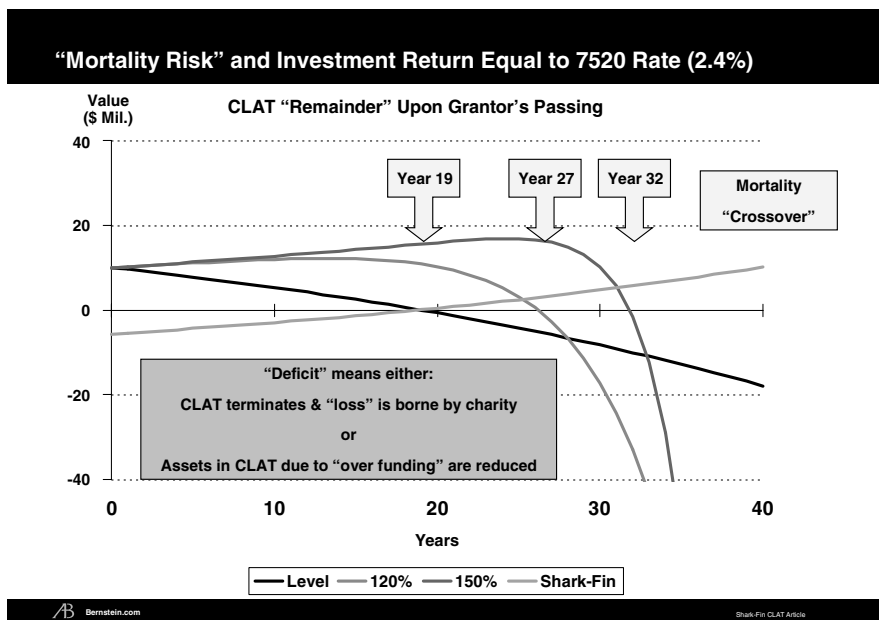 “Mortality Risk” and Investment Return Equal to 7520 Rate (2.4%)
Value
($ Mil.)
CLAT “Remainder” Upon Grantor’s Passing
40
20
0
-20
-40
Year 19
Year 27
Year 32
Mortality
“Crossover”
“Deficit” means either:
CLAT terminates & “loss” is borne by charity
or
Assets in CLAT due to “over funding” are reduced
0 10 20 30 40
Years
Level 120% 150% Shark-Fin
AB Bernstein.com
Shark-Fin CLAT Article